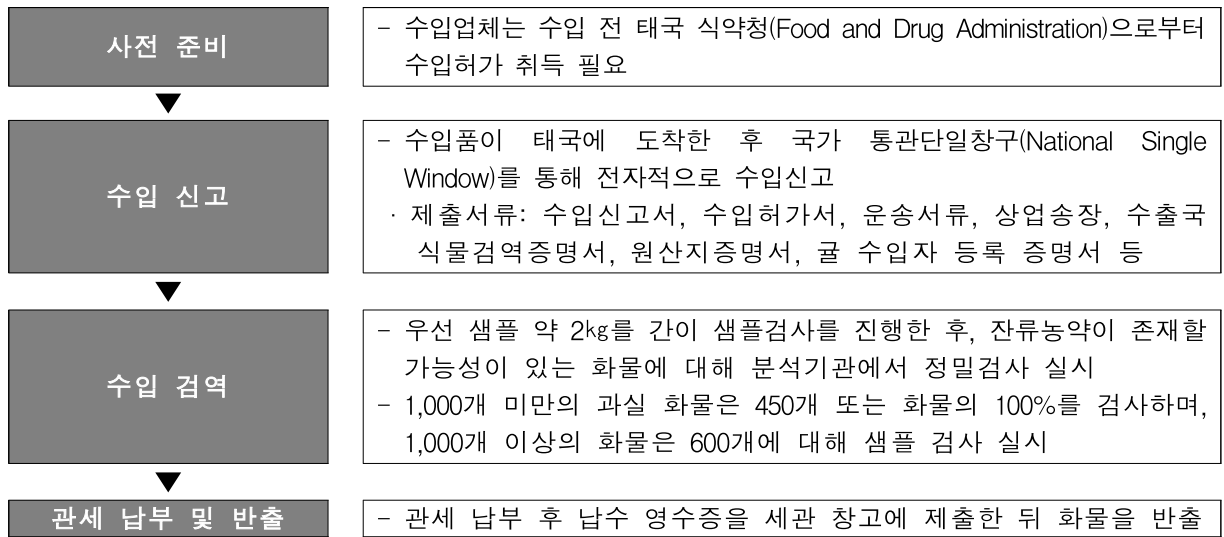 사전 준비
- 수입업체는 수입 전 태국 식약청(Food and Drug Administration)으로부터
수입허가 취득 필요
▼
수입 신고
- 수입품이 태국에 도착한 후 국가 통관단일창구(National Single
Window)를 통해 전자적으로 수입신고
· 제출서류: 수입신고서, 수입허가서, 운송서류, 상업송장, 수출국
식물검역증명서, 원산지증명서, 귤 수입자 등록 증명서 등
▼
수입 검역
- 우선 샘플 약 2㎏를 간이 샘플검사를 진행한 후, 잔류농약이 존재할
가능성이 있는 화물에 대해 분석기관에서 정밀검사 실시
- 1,000개 미만의 과실 화물은 450개 또는 화물의 100%를 검사하며,
1,000개 이상의 화물은 600개에 대해 샘플 검사 실시
▼
관세 납부 및 반출
- 관세 납부 후 납수 영수증을 세관 창고에 제출한 뒤 화물을 반출